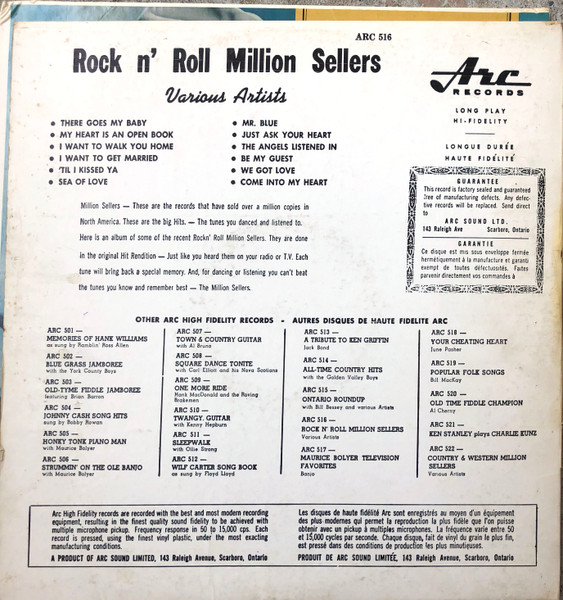 ARC 516
Rock n' Roll Million Sellers
Various Artists
Arc
RECORDS
LONG PLAY
HI-FIDELITY
LONGUE DURÉE
HAUTE FIDÉLITÉ
• THERE GOES MY BABY
• MY HEART IS AN OPEN BOOK
• I WANT TO WALK YOU HOME
• I WANT TO GET MARRIED
• 'TIL I KISSED YA
• SEA OF LOVE
• MR. BLUE
• JUST ASK YOUR HEART
• THE ANGELS LISTENED IN
• BE MY GUEST
• WE GOT LOVE
• COME INTO MY HEART
GUARANTEE
This record is factory sealed and guaranteed
free of manufacturing defects. Any defec-
tive records will be replaced. Send direct
to
ARC SOUND LTD.
143 Raleigh Ave Scarboro, Ontario
GARANTIE
Ce disque est mis sous enveloppe fermée
hermétiquement à la manufacture et garanti
exempt de toutes défectuosités. Faites
parvenir directement vos commandes à
Million Sellers — These are the records that have sold over a million copies in
North America. These are the big Hits. — The tunes you danced and listened to.
Here is an album of some of the recent Rockn' Roll Million Sellers. They are done
in the original Hit Rendition — Just like you heard them on your radio or T.V. Each
tune will bring back a special memory. And, for dancing or listening you can't beat
the tunes you know and remember best — The Million Sellers.
OTHER ARC HIGH FIDELITY RECORDS - AUTRES DISQUES DE HAUTE FIDELITE ARC
ARC 501 —
MEMORIES OF HANK WILLIAMS
as sung by Ramblin' Ross Allen
ARC 502 —
BLUE GRASS JAMBOREE
with the York County Boys
ARC 503 —
OLD-TYME FIDDLE JAMBOREE
featuring Brian Barron
ARC 504 —
JOHNNY CASH SONG HITS
sung by Bobby Rowan
ARC 505 —
HONKY TONK PIANO MAN
with Maurice Bolyer
ARC 506 —
STRUMMIN' ON THE OLE BANJO
with Maurice Bolyer
ARC 507 —
TOWN & COUNTRY GUITAR
with Al Bruno
ARC 508 —
SQUARE DANCE TONITE
with Carl Elliott and his Nova Scotians
ARC 509 —
ONE MORE RIDE
Hank MacDonald and the Raving
Brakemen
ARC 510 —
TWANGY, GUITAR
with Kenny Hepburn
ARC 511 —
SLEEPWALK
with Ollie Strong
ARC 512 —
WILF CARTER SONG BOOK
as sung by Floyd Lloyd
ARC 513 —
A TRIBUTE TO KEN GRIFFIN
Jack Bond
ARC 514 —
ALL-TIME COUNTRY HITS
with the Golden Valley Boys
ARC 515 —
ONTARIO ROUNDUP
with Bill Bessey and various Artists
ARC 516 —
ROCK N' ROLL MILLION SELLERS
Various Artists
ARC 517 —
MAURICE BOLYER TELEVISION
FAVORITES
Banjo
ARC 518 —
YOUR CHEATING HEART
June Pasher
ARC 519 —
POPULAR FOLK SONGS
Bill MacKay
ARC 520 —
OLD TIME FIDDLE CHAMPION
Al Cherny
ARC 521 —
KEN STANLEY plays CHARLIE KUNZ
ARC 522 —
COUNTRY & WESTERN MILLION
SELLERS
Various Artists
Arc High Fidelity records are recorded with the best and most modern recording
equipment, resulting in the finest quality sound fidelity to be achieved with
multiple microphone pickup. Frequency response in 50 to 15,000 cps. Each
record is pressed, using the finest vinyl plastic, under the most exacting
manufacturing conditions.
A PRODUCT OF ARC SOUND LIMITED, 143 Raleigh Avenue, Scarboro, Ontario
Les disques de haute fidélité Arc sont enregistrés au moyen d'un équipement
des plus-modernes qui permet la reproduction la plus fidèle que l'on puisse
obtenir avec un pickup à microphones multiples. La fréquence varie entre 50
et 15,000 cycles par seconde. Chaque disque, fait de vinyl du grain le plus fin,
est pressé dans des conditions de production les plus minutieuses.
PRODUIT DE ARC SOUND LIMITÉE, 143 Raleigh Avenue, Scarboro, Ontario